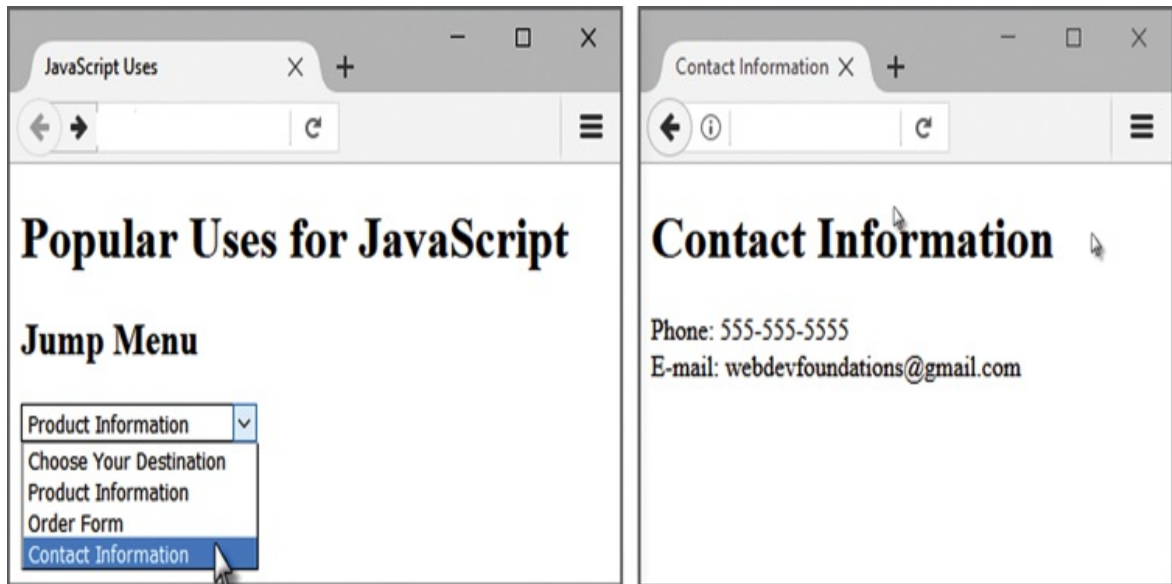 JavaScript Uses
Popular Uses for JavaScript
Jump Menu
Product Information
Choose Your Destination
Product Information
Order Form
Contact Information
Contact Information
Contact Information
Phone: 555-555-5555
E-mail: webdevfoundations@gmail.com